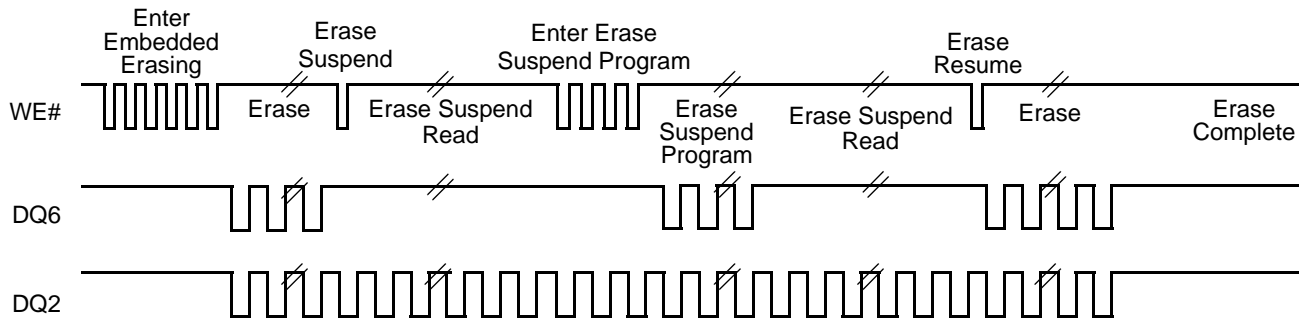 Enter
Embedded
Erasing
Erase
Suspend
Enter Erase
Suspend Program
Erase
Resume
WE#
Erase
Erase Suspend
Read
Erase
Suspend
Program
Erase Suspend
Read
Erase
Erase
Complete
DQ6
DQ2